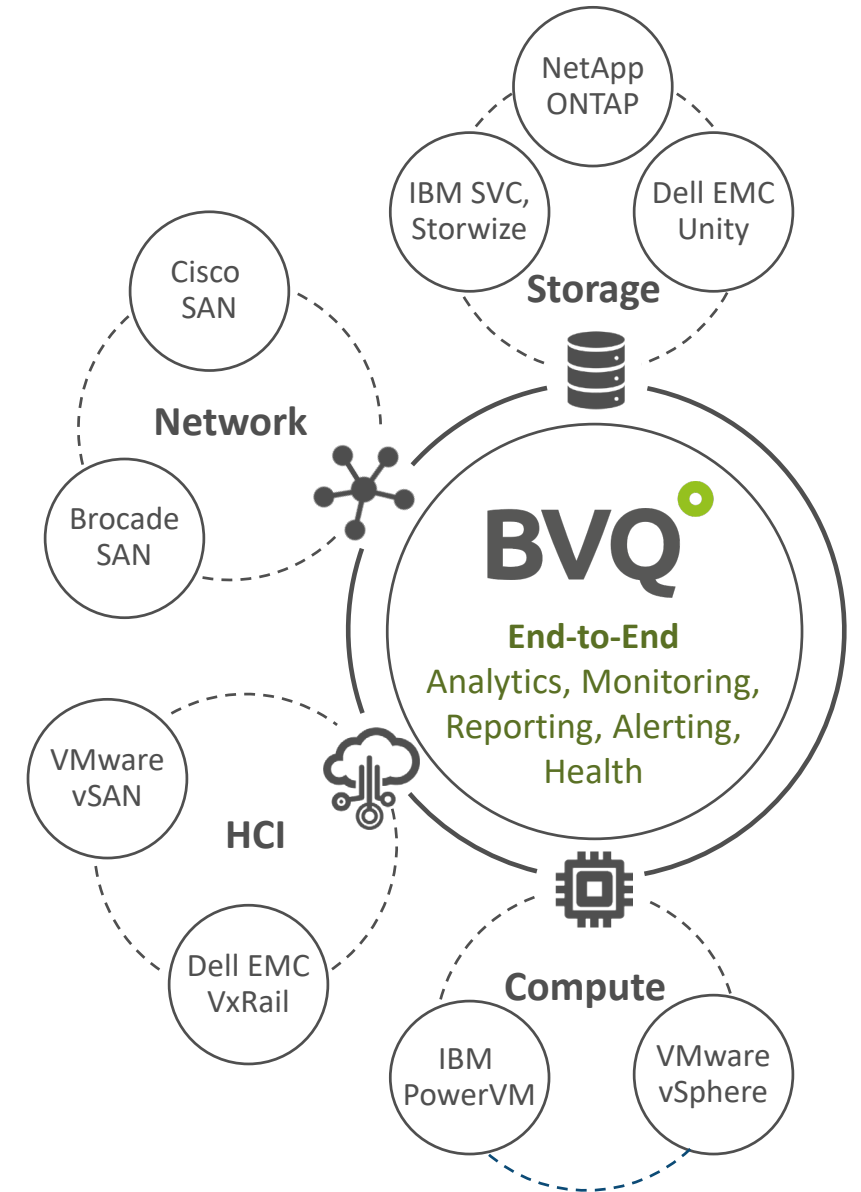 NetApp
ONTAP
IBM SVC,
Storwize
Dell EMC
Unity
Storage
Cisco
SAN
Network
Brocade
SAN
BVQ
End-to-End
Analytics, Monitoring,
Reporting, Alerting,
Health
VMware
vSAN
HCI
Dell EMC
VxRail
Compute
IBM
PowerVM
VMware
vSphere